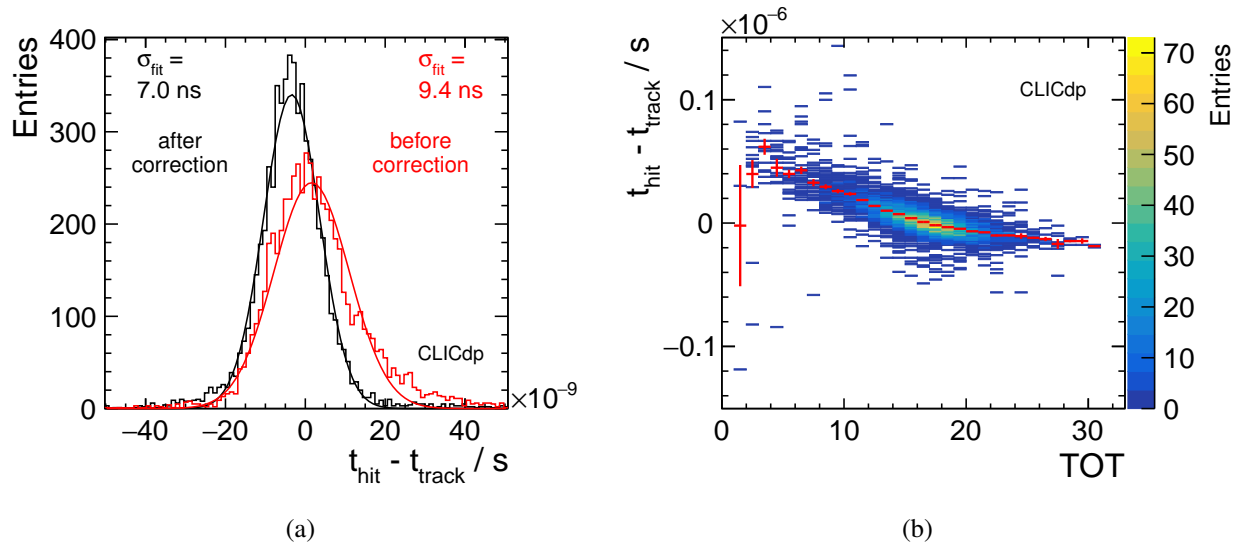 Entries
400
300
200
100
0
σfit =
7.0 ns
after
correction
σfit =
9.4 ns
before
correction
CLICdp
−40 −20 0 20 40
×10−9
thit - ttrack / s
(a)
×10−6
thit - ttrack / s
0.1
0
−0.1
CLICdp
0 10 20 30
TOT
Entries
70
60
50
40
30
20
10
0
(b)